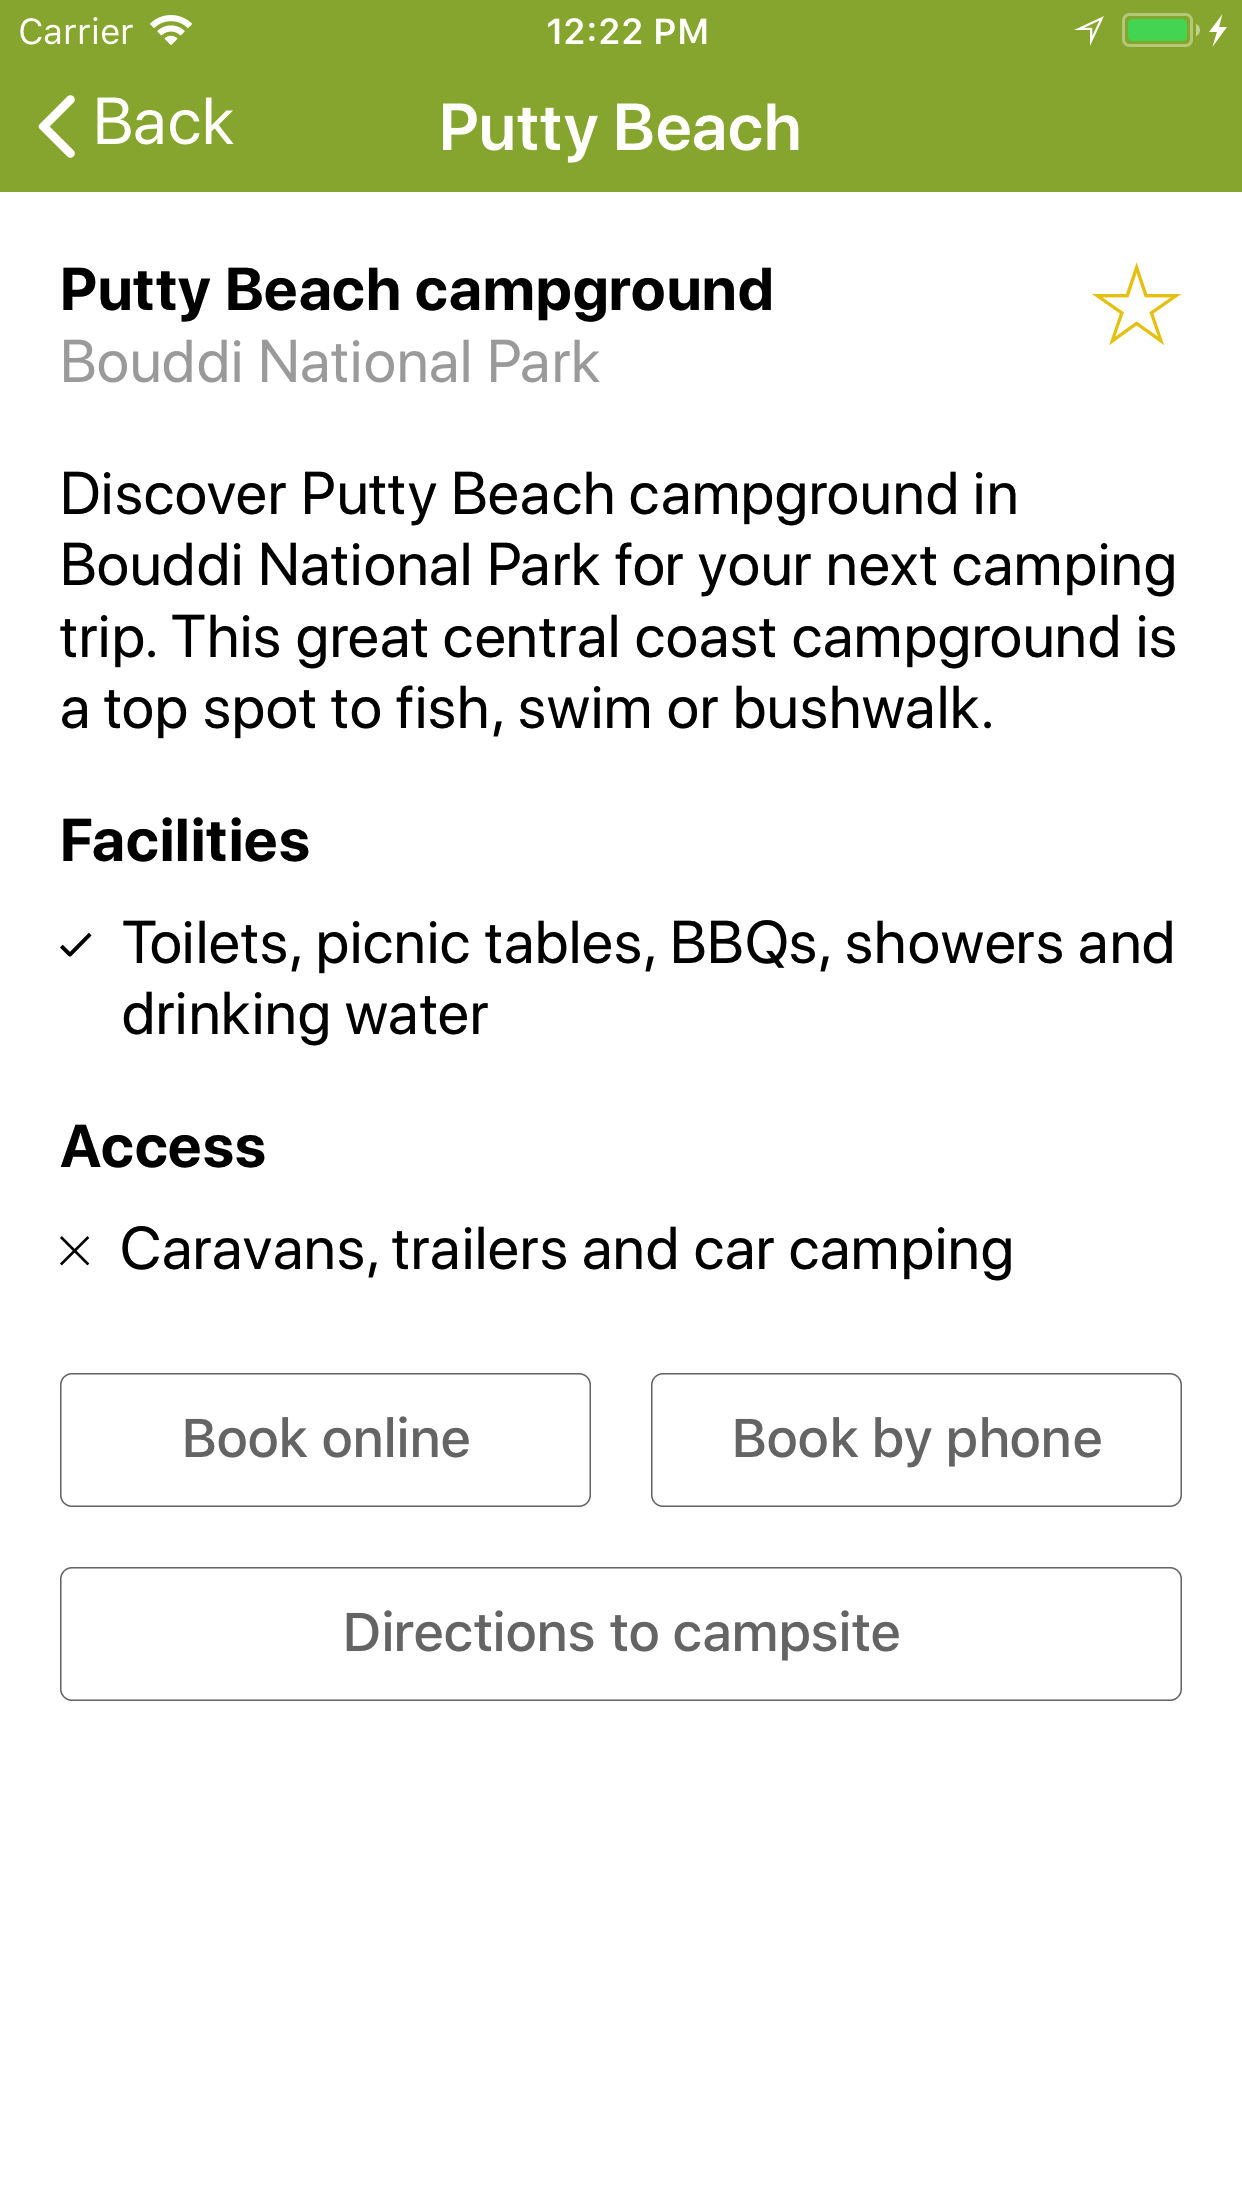 Carrier 12:22 PM
Back Putty Beach
Putty Beach campground
Bouddi National Park
Discover Putty Beach campground in
Bouddi National Park for your next camping
trip. This great central coast campground is
a top spot to fish, swim or bushwalk.
Facilities
Toilets, picnic tables, BBQs, showers and
drinking water
Access
Caravans, trailers and car camping
Book online Book by phone
Directions to campsite